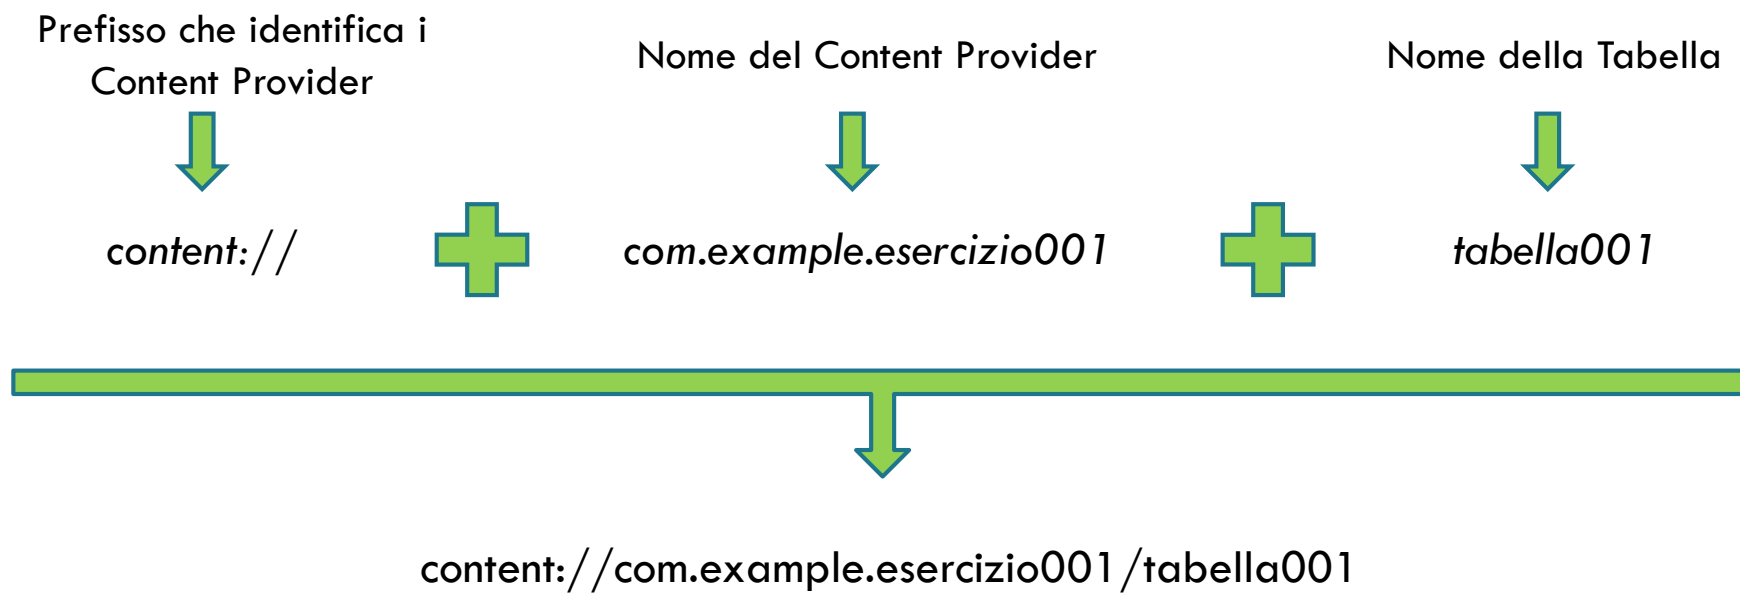 Prefisso che identifica i
Content Provider
Nome del Content Provider
Nome della Tabella
content://
com.example.esercizio001
tabella001
content://com.example.esercizio001/tabella001